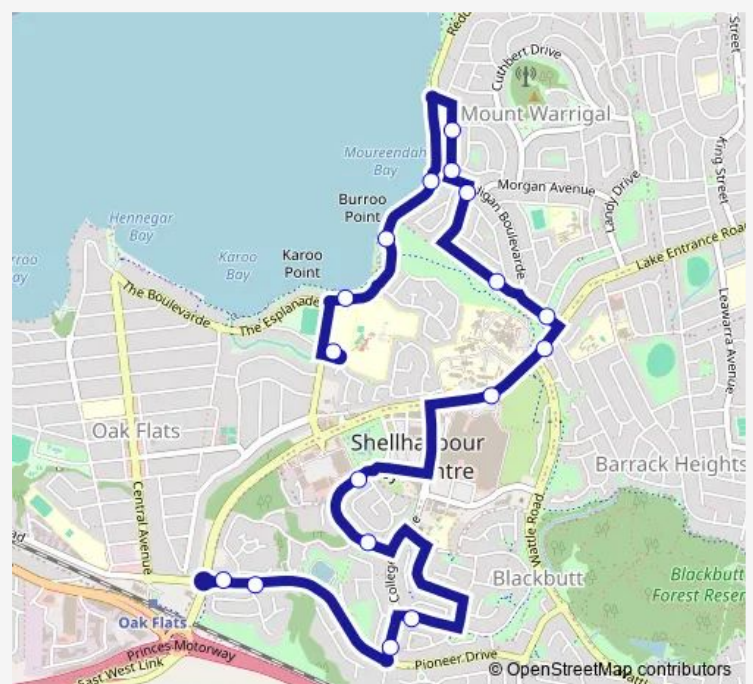 Street
Cuthbert Drive
Mount Warrigal
Moureendah
Bay
King Street
Morgan Avenue
Landy Drive
Burroo
Point
Hennegar
Bay
Karoo
Bay
Karoo
Point
Lake Entrance Road
The Boulevarde
The Esplanade
Leawarra Avenue
Oak Flats
Shellharbour
Barrack Heights
Central Avenue
Wattle Road
Blackbutt
Blackbutt
Forest Reser
Oak Flats
Princes Motorway
East West Link
Pioneer Drive
© OpenStreetMap contributors